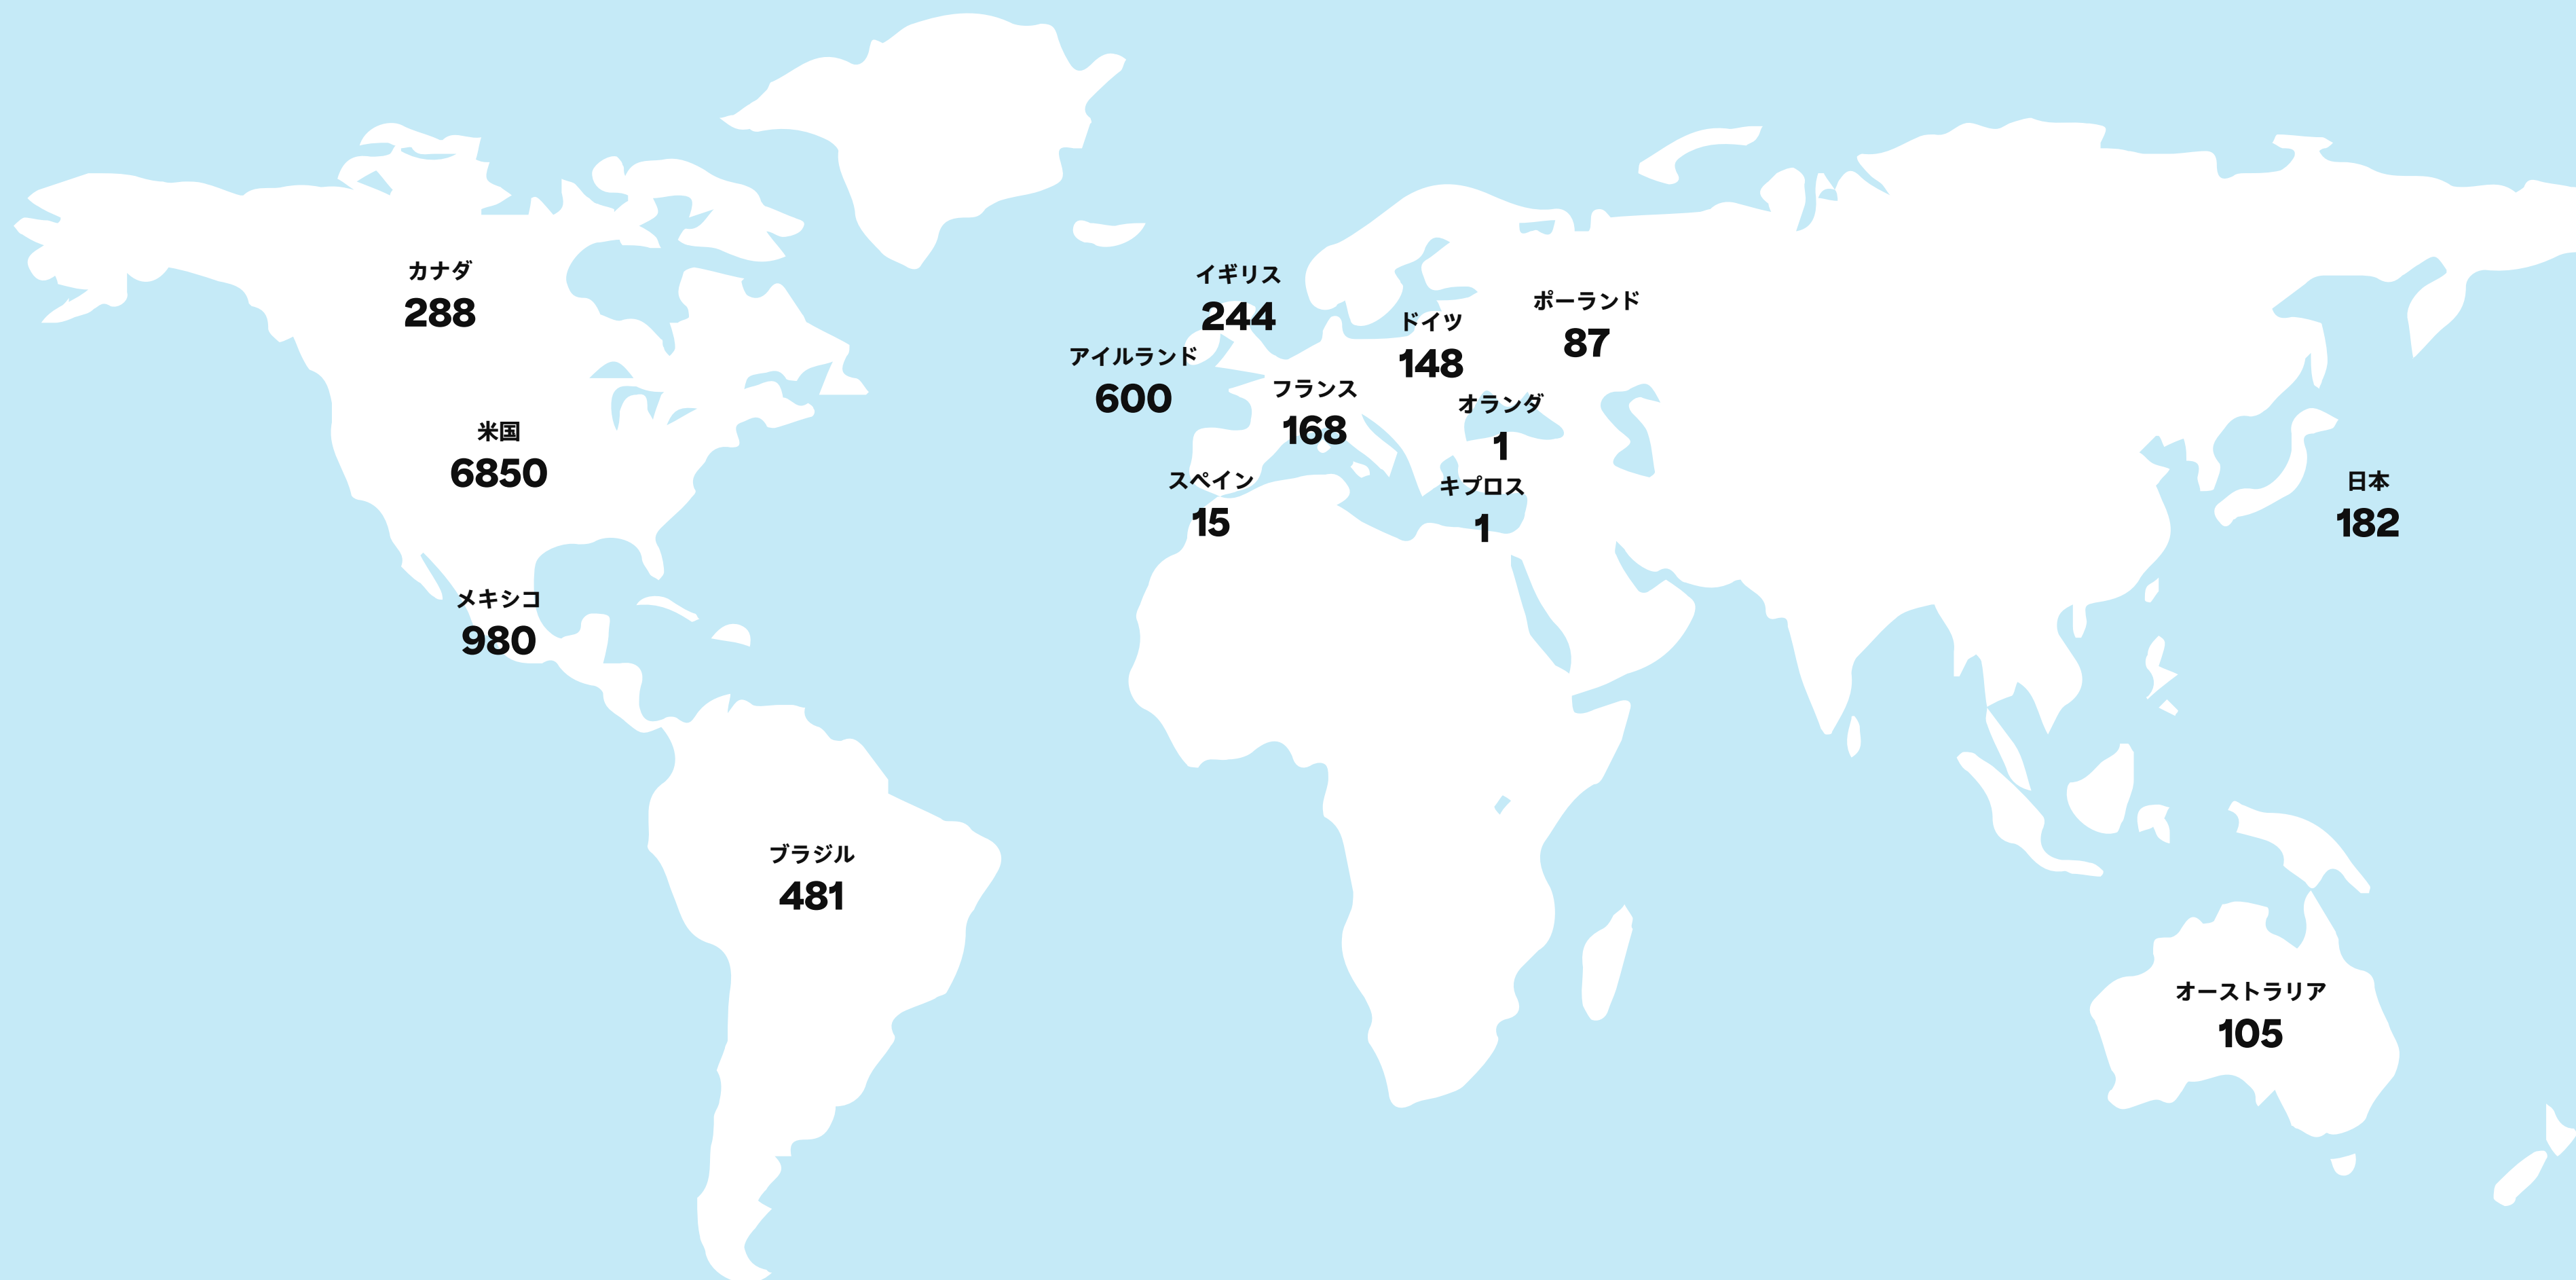 カナダ
288
米国
6850
メキシコ
980
ブラジル
481
イギリス
244
アイルランド
600
ドイツ
148
ポーランド
87
フランス
168
オランダ
1
スペイン
15
キプロス
1
日本
182
オーストラリア
105